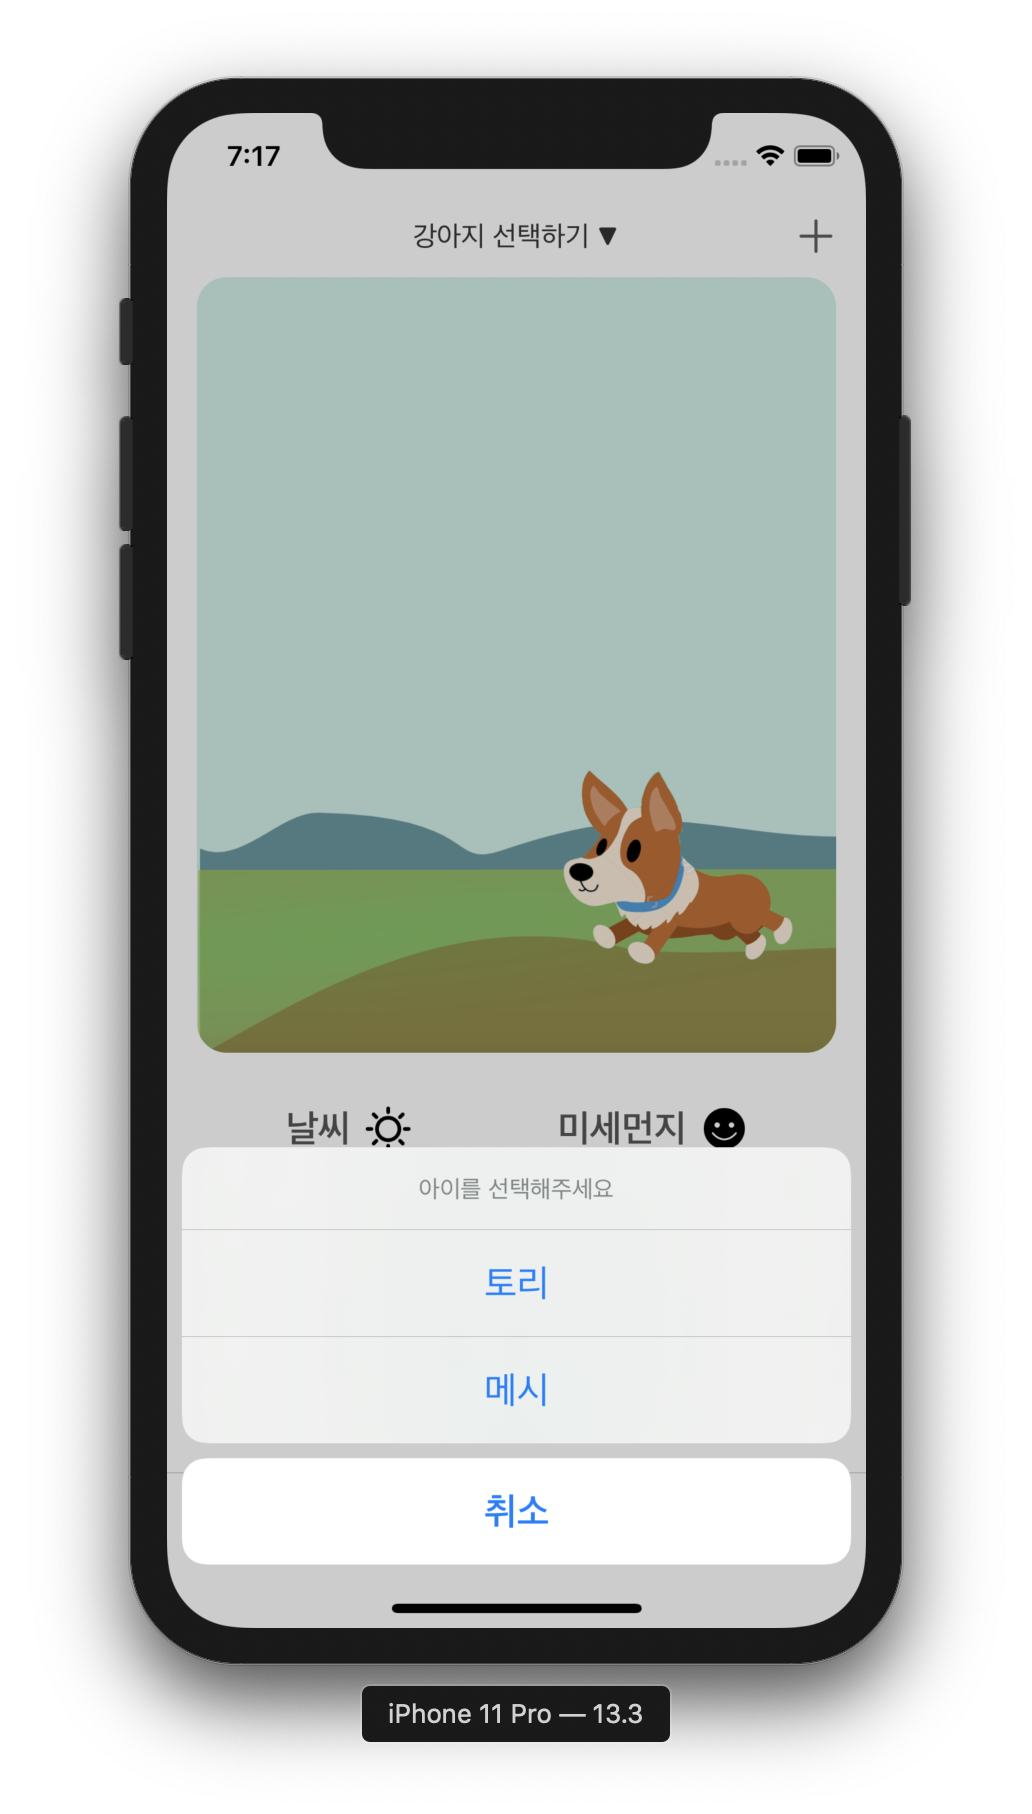 7:17
강아지 선택하기 ▼
날씨 미세먼지
아이를 선택해주세요
토리
메시
취소
iPhone 11 Pro — 13.3